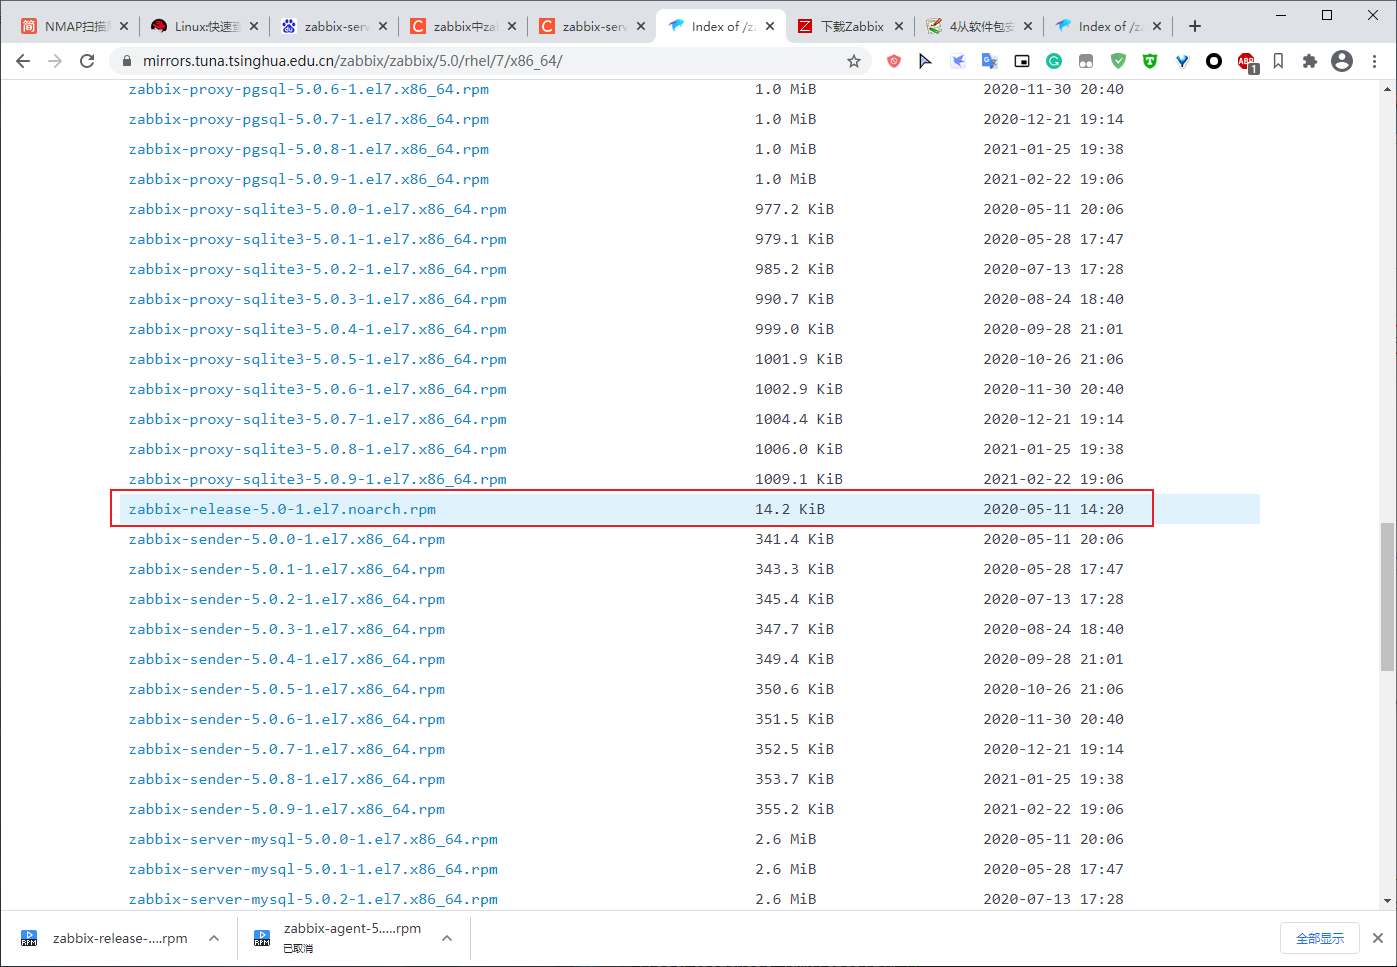 NMAP扫描
Linux:快速查
zabbix-serv
zabbix中zab
zabbix-serv
Index of /za
下载Zabbix
4从软件包安
Index of /za
mirrors.tuna.tsinghua.edu.cn/zabbix/zabbix/5.0/rhel/7/x86_64/
zabbix-proxy-pgsql-5.0.6-1.el7.x86_64.rpm 1.0 MiB 2020-11-30 20:40
zabbix-proxy-pgsql-5.0.7-1.el7.x86_64.rpm 1.0 MiB 2020-12-21 19:14
zabbix-proxy-pgsql-5.0.8-1.el7.x86_64.rpm 1.0 MiB 2021-01-25 19:38
zabbix-proxy-pgsql-5.0.9-1.el7.x86_64.rpm 1.0 MiB 2021-02-22 19:06
zabbix-proxy-sqlite3-5.0.0-1.el7.x86_64.rpm 977.2 KiB 2020-05-11 20:06
zabbix-proxy-sqlite3-5.0.1-1.el7.x86_64.rpm 979.1 KiB 2020-05-28 17:47
zabbix-proxy-sqlite3-5.0.2-1.el7.x86_64.rpm 985.2 KiB 2020-07-13 17:28
zabbix-proxy-sqlite3-5.0.3-1.el7.x86_64.rpm 990.7 KiB 2020-08-24 18:40
zabbix-proxy-sqlite3-5.0.4-1.el7.x86_64.rpm 999.0 KiB 2020-09-28 21:01
zabbix-proxy-sqlite3-5.0.5-1.el7.x86_64.rpm 1001.9 KiB 2020-10-26 21:06
zabbix-proxy-sqlite3-5.0.6-1.el7.x86_64.rpm 1002.9 KiB 2020-11-30 20:40
zabbix-proxy-sqlite3-5.0.7-1.el7.x86_64.rpm 1004.4 KiB 2020-12-21 19:14
zabbix-proxy-sqlite3-5.0.8-1.el7.x86_64.rpm 1006.0 KiB 2021-01-25 19:38
zabbix-proxy-sqlite3-5.0.9-1.el7.x86_64.rpm 1009.1 KiB 2021-02-22 19:06
zabbix-release-5.0-1.el7.noarch.rpm 14.2 KiB 2020-05-11 14:20
zabbix-sender-5.0.0-1.el7.x86_64.rpm 341.4 KiB 2020-05-11 20:06
zabbix-sender-5.0.1-1.el7.x86_64.rpm 343.3 KiB 2020-05-28 17:47
zabbix-sender-5.0.2-1.el7.x86_64.rpm 345.4 KiB 2020-07-13 17:28
zabbix-sender-5.0.3-1.el7.x86_64.rpm 347.7 KiB 2020-08-24 18:40
zabbix-sender-5.0.4-1.el7.x86_64.rpm 349.4 KiB 2020-09-28 21:01
zabbix-sender-5.0.5-1.el7.x86_64.rpm 350.6 KiB 2020-10-26 21:06
zabbix-sender-5.0.6-1.el7.x86_64.rpm 351.5 KiB 2020-11-30 20:40
zabbix-sender-5.0.7-1.el7.x86_64.rpm 352.5 KiB 2020-12-21 19:14
zabbix-sender-5.0.8-1.el7.x86_64.rpm 353.7 KiB 2021-01-25 19:38
zabbix-sender-5.0.9-1.el7.x86_64.rpm 355.2 KiB 2021-02-22 19:06
zabbix-server-mysql-5.0.0-1.el7.x86_64.rpm 2.6 MiB 2020-05-11 20:06
zabbix-server-mysql-5.0.1-1.el7.x86_64.rpm 2.6 MiB 2020-05-28 17:47
zabbix-server-mysql-5.0.2-1.el7.x86_64.rpm 2.6 MiB 2020-07-13 17:28
zabbix-release-....rpm
zabbix-agent-5.....rpm
已取消
全部显示